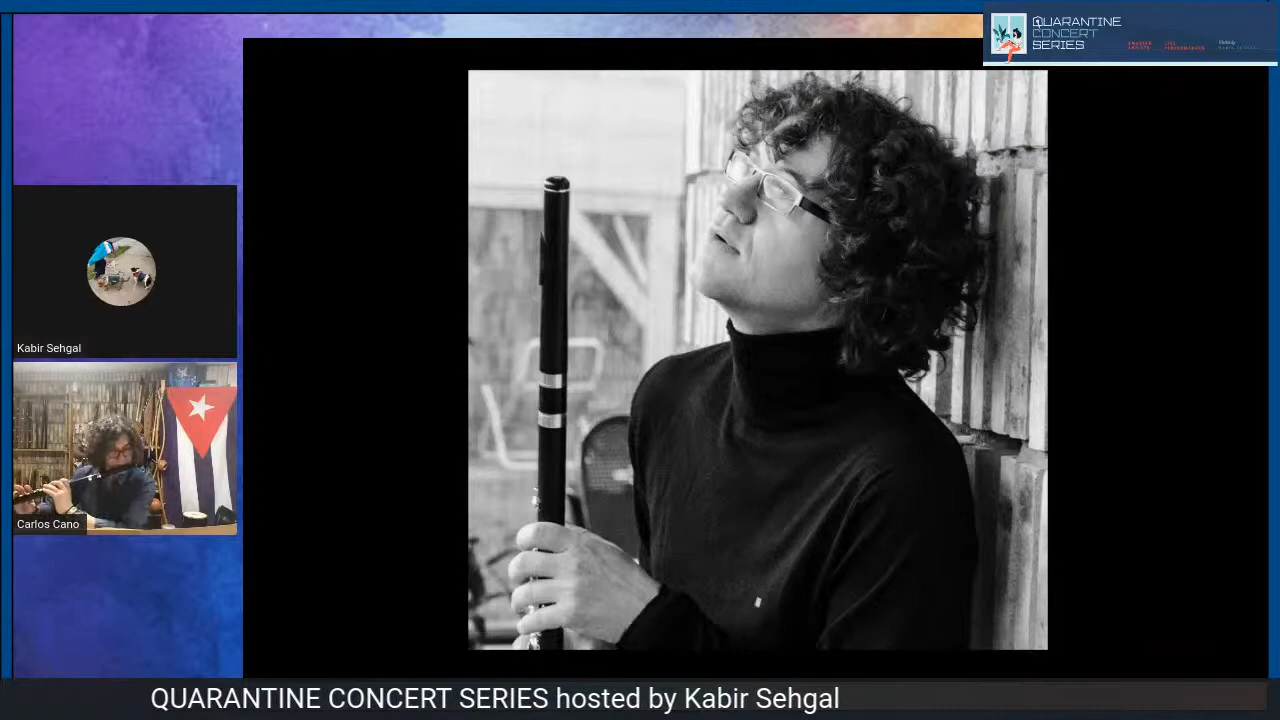 QUARANTINE
CONCERT
SERIES
Kabir Sehgal
Carlos Cano
QUARANTINE CONCERT SERIES hosted by Kabir Sehgal